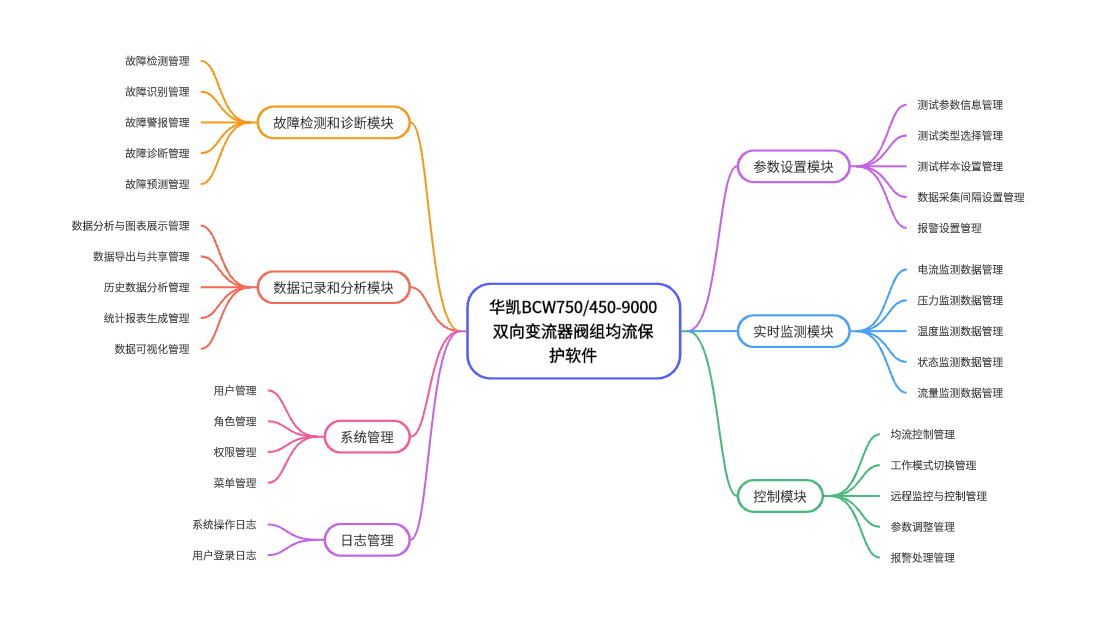 华凯BCW750/450-9000
双向变流器阀组均流保
护软件
故障检测和诊断模块
故障检测管理
故障识别管理
故障警报管理
故障诊断管理
故障预测管理
数据记录和分析模块
数据分析与图表展示管理
数据导出与共享管理
历史数据分析管理
统计报表生成管理
数据可视化管理
系统管理
用户管理
角色管理
权限管理
菜单管理
日志管理
系统操作日志
用户登录日志
参数设置模块
测试参数信息管理
测试类型选择管理
测试样本设置管理
数据采集间隔设置管理
报警设置管理
实时监测模块
电流监测数据管理
压力监测数据管理
温度监测数据管理
状态监测数据管理
流量监测数据管理
控制模块
均流控制管理
工作模式切换管理
远程监控与控制管理
参数调整管理
报警处理管理